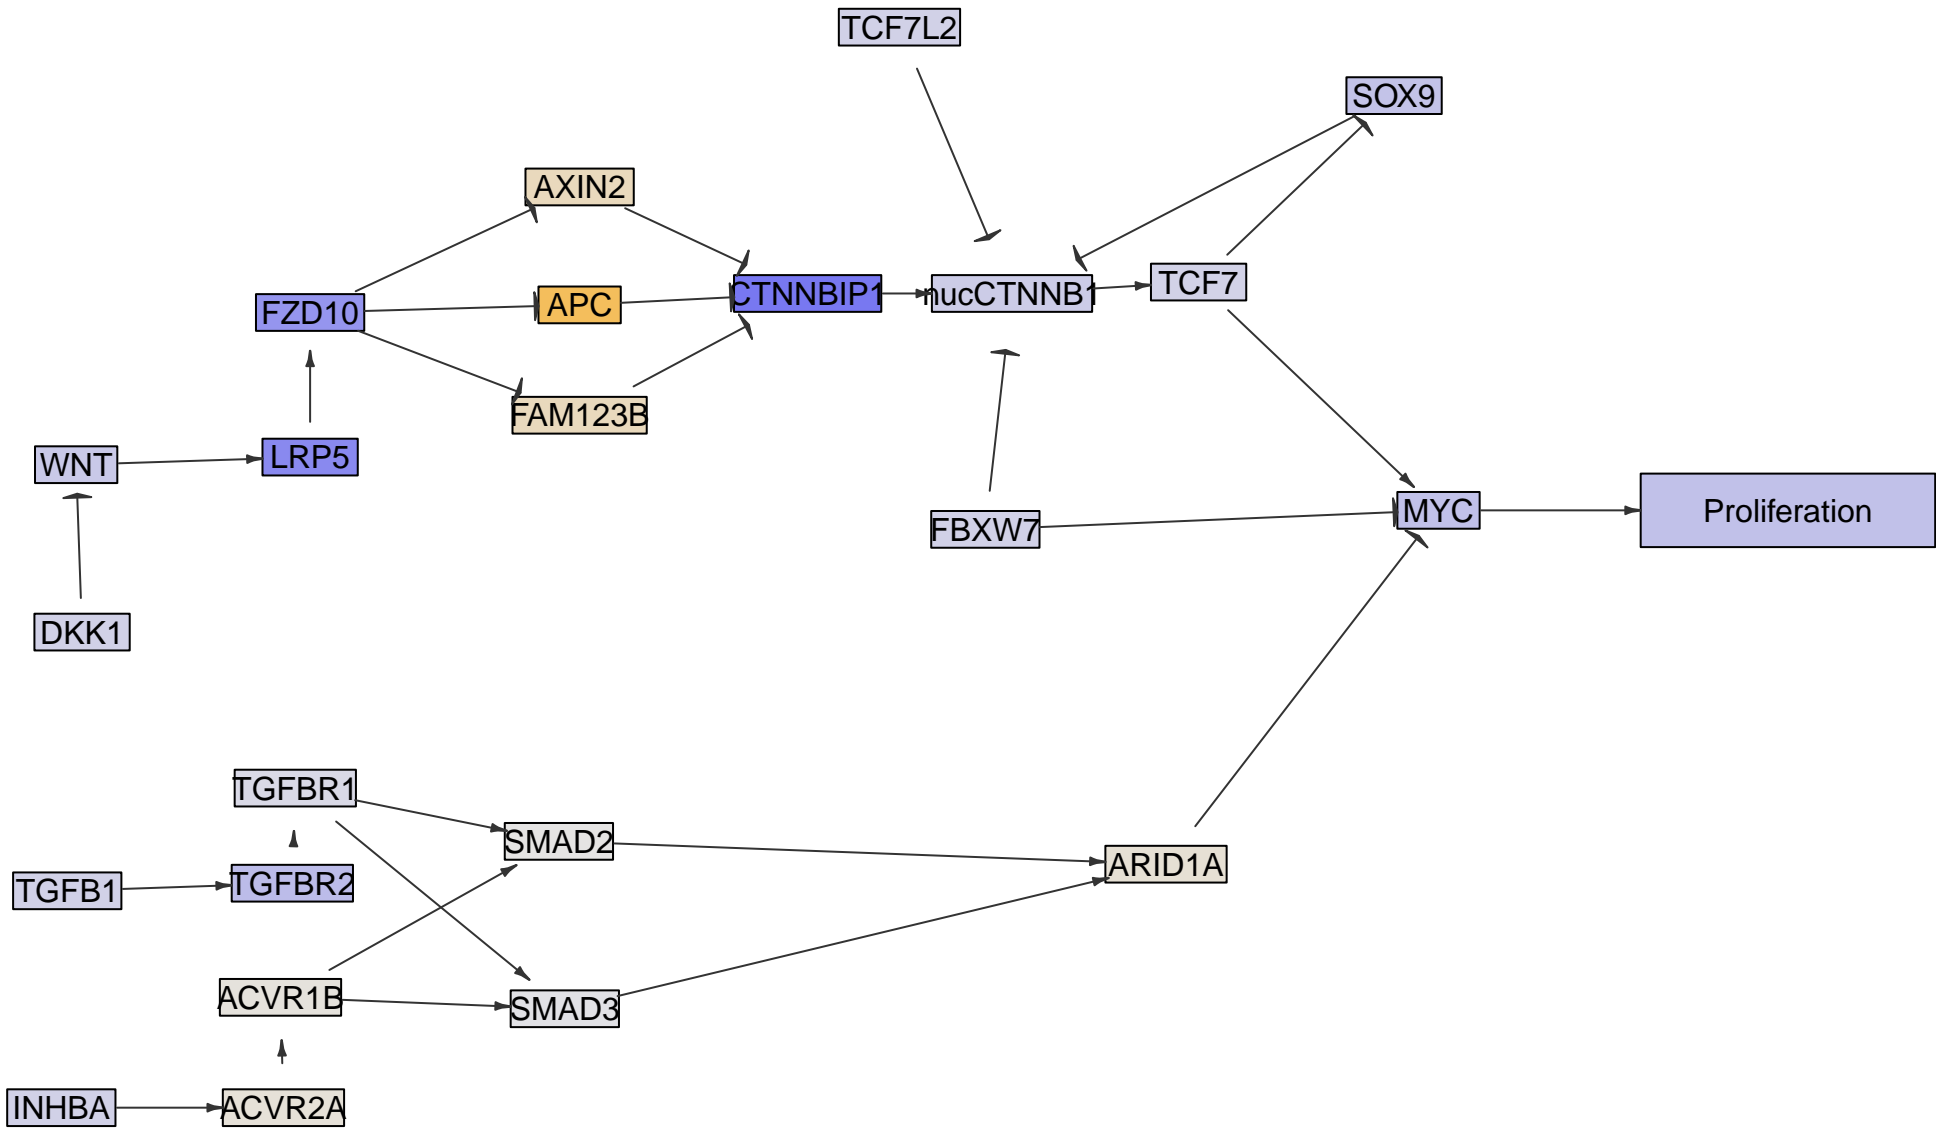 TCF7L2
SOX9
AXIN2
FZD10
APC
CTNNBIP1
nucCTNNB1
TCF7
FAM123B
WNT
LRP5
FBXW7
MYC
Proliferation
DKK1
TGFBR1
SMAD2
ARID1A
TGFB1
TGFBR2
ACVR1B
SMAD3
INHBA
ACVR2A